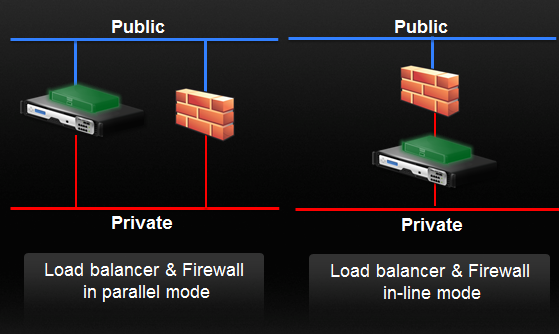 Public
Private
Load balancer & Firewall
in parallel mode
Public
Private
Load balancer & Firewall
in-line mode